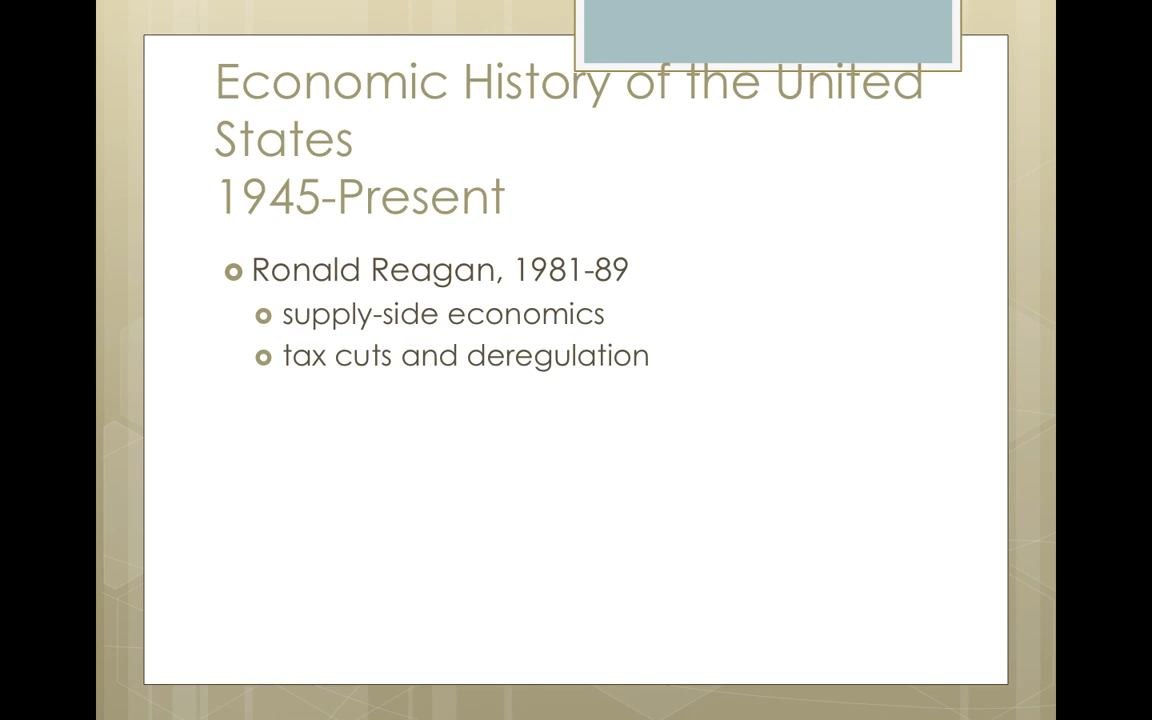 Economic History of the United
States
1945-Present
Ronald Reagan, 1981-89
supply-side economics
tax cuts and deregulation